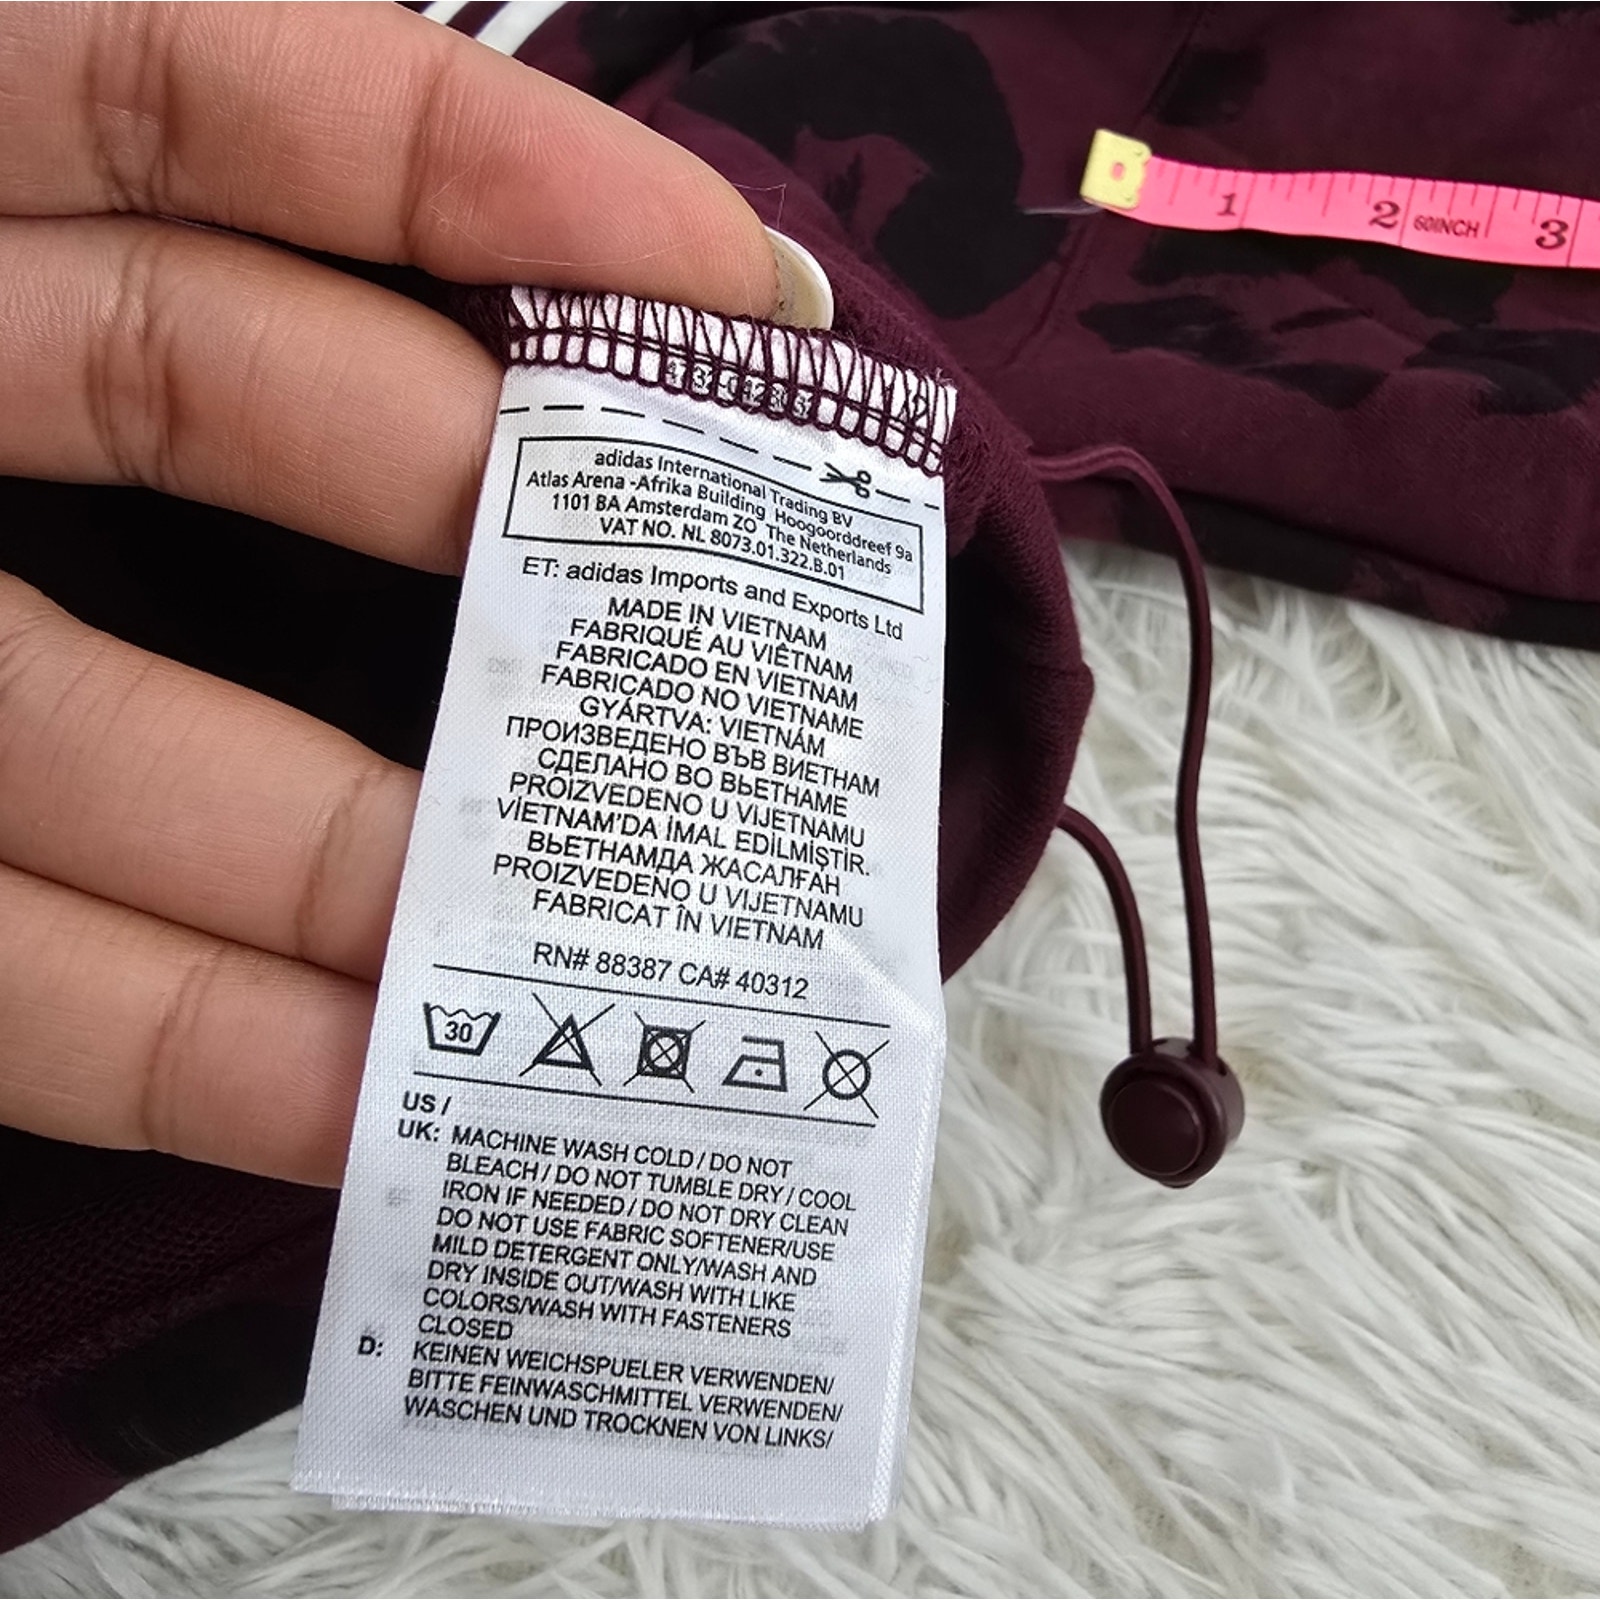 adidas International Trading BV
Atlas Arena -Afrika Building Hoogoorddreef 9a
1101 BA Amsterdam ZO The Netherlands
VAT NO. NL 8073.01.322.B.01
ET: adidas Imports and Exports Ltd
MADE IN VIETNAM
FABRIQUÉ AU VIÊTNAM
FABRICADO EN VIETNAM
FABRICADO NO VIETNAME
GYÁRTVA: VIETNÁM
ПРОИЗВЕДЕНО ВЪВ ВИЕТНАМ
СДЕЛАНО ВО ВЬЕТНАМЕ
PROIZVEDENO U VIJETNAMU
VİETNAM'DA İMAL EDİLMİŞTİR.
ВЬЕТНАМДА ЖАСАЛҒАН
PROIZVEDENO U VIJETNAMU
FABRICAT ÎN VIETNAM
RN# 88387 CA# 40312
30
US /
UK: MACHINE WASH COLD / DO NOT
BLEACH / DO NOT TUMBLE DRY / COOL
IRON IF NEEDED / DO NOT DRY CLEAN
DO NOT USE FABRIC SOFTENER/USE
MILD DETERGENT ONLY/WASH AND
DRY INSIDE OUT/WASH WITH LIKE
COLORS/WASH WITH FASTENERS
CLOSED
D: KEINEN WEICHSPUELER VERWENDEN/
BITTE FEINWASCHMITTEL VERWENDEN/
WASCHEN UND TROCKNEN VON LINKS/
1 2 60INCH 3